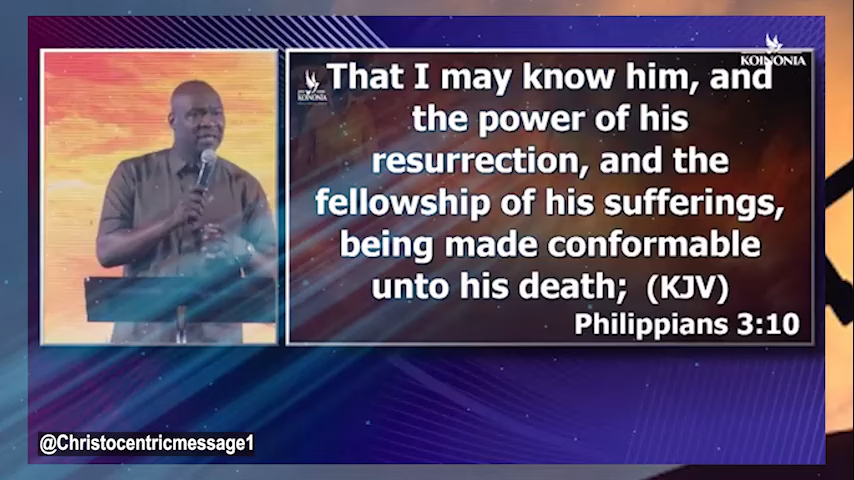 KOINONIA
KOINONIA
That I may know him, and
the power of his
resurrection, and the
fellowship of his sufferings,
being made conformable
unto his death; (KJV)
Philippians 3:10
@Christocentricmessage1